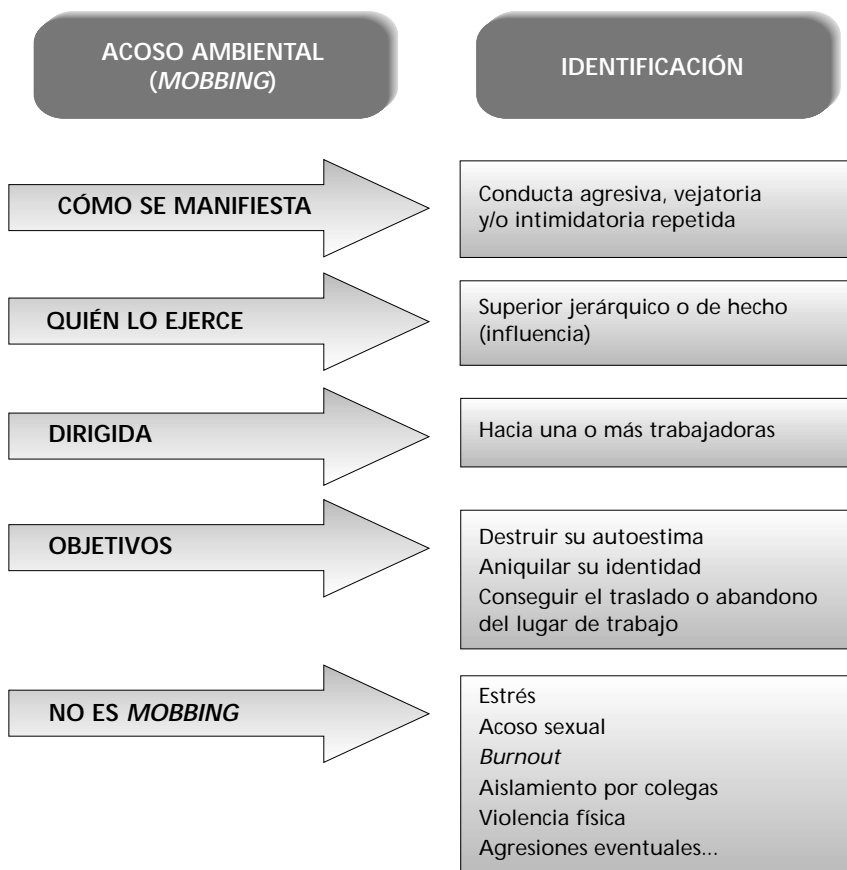 ACOSO AMBIENTAL
(MOBBING)
IDENTIFICACIÓN
CÓMO SE MANIFIESTA
Conducta agresiva, vejatoria
y/o intimidatoria repetida
QUIÉN LO EJERCE
Superior jerárquico o de hecho
(influencia)
DIRIGIDA
Hacia una o más trabajadoras
OBJETIVOS
Destruir su autoestima
Aniquilar su identidad
Conseguir el traslado o abandono
del lugar de trabajo
NO ES MOBBING
Estrés
Acoso sexual
Burnout
Aislamiento por colegas
Violencia física
Agresiones eventuales...